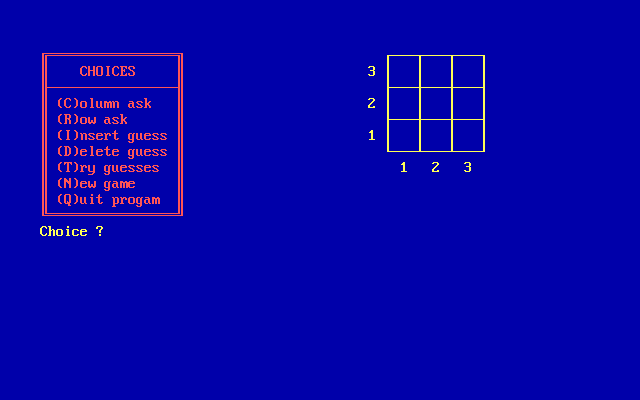 CHOICES
(C)olumn ask
(R)ow ask
(I)nsert guess
(D)elete guess
(T)ry guesses
(N)ew game
(Q)uit progam
Choice ?
3
2
1
1 2 3